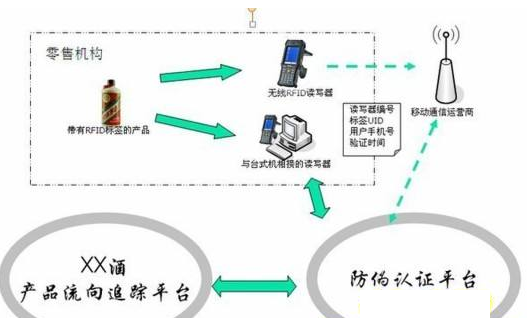 零售机构
带有RFID标签的产品
无线RFID读写器
与台式机相损的读写器
读写器编号
标签UID
用户手机号
验证时间
移动通信运营商
XX酒
产品流向追踪平台
防伪认证平台